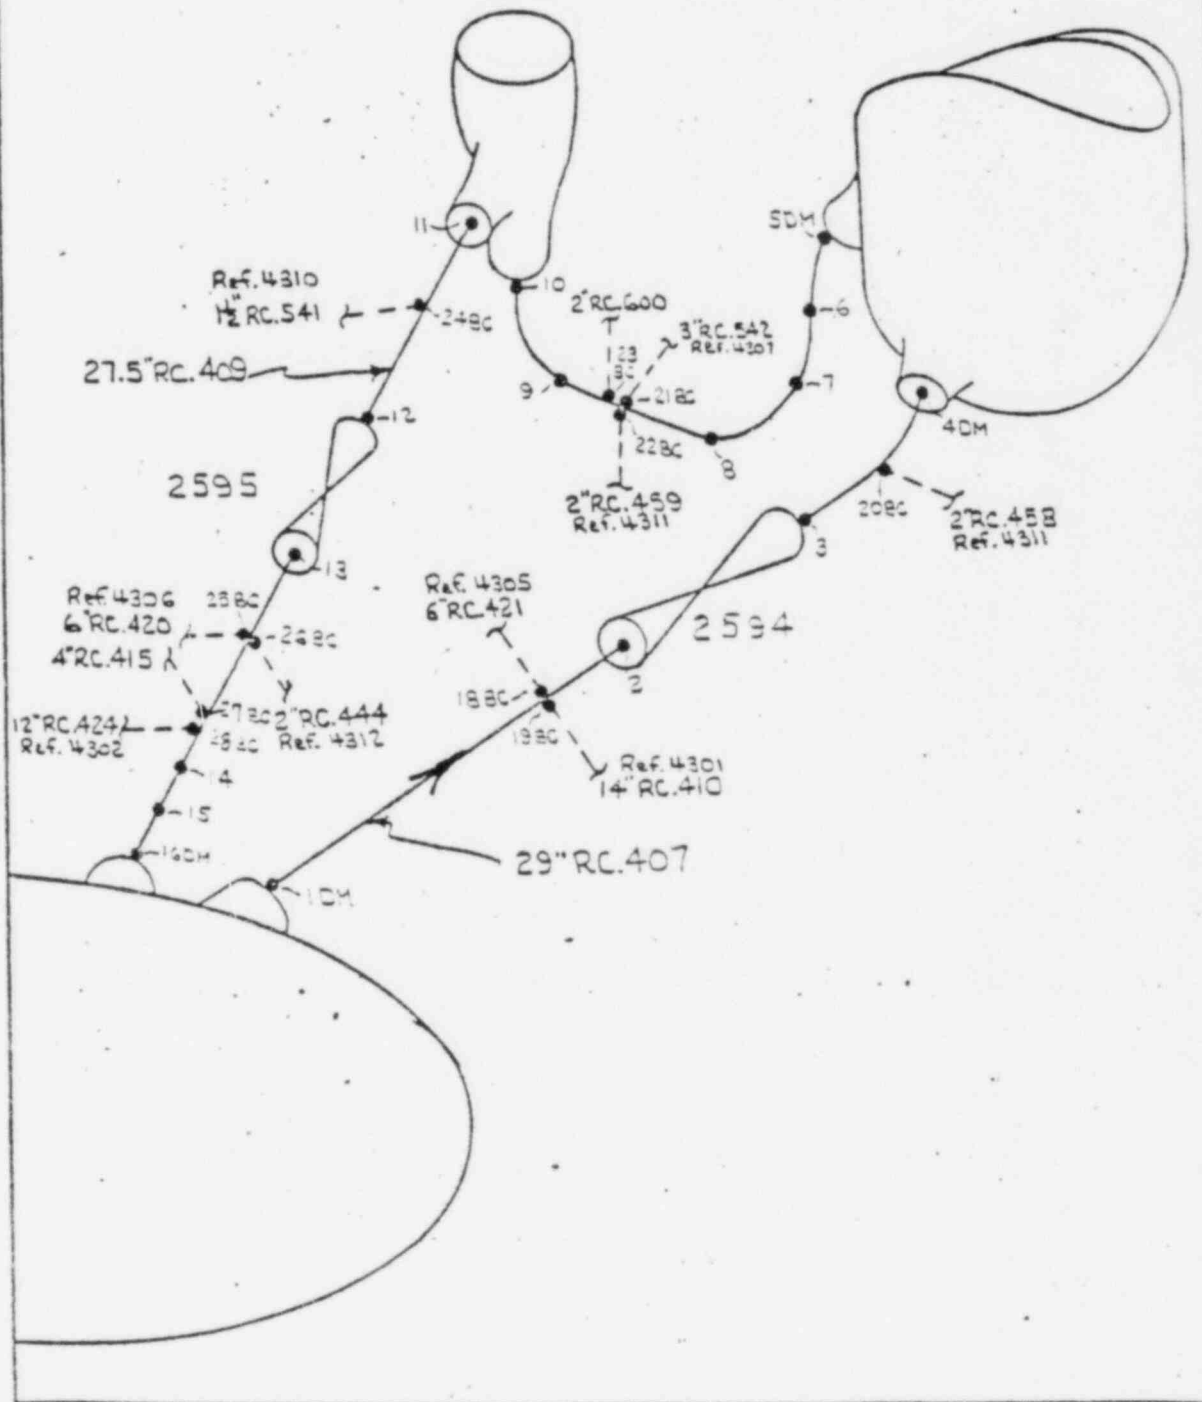 11
5DM
Ref. 4310
1½" RC. 541
24BC
10
2" RC. 600
6
27.5" RC. 409
3" RC. 542
Ref. 4307
23
BC
9
21BC
7
12
22BC
8
4DM
2595
2" RC. 459
Ref. 4311
20BC
3
2" RC. 458
Ref. 4311
13
Ref. 4306
6" RC. 420
4" RC. 415
25BC
26BC
Ref. 4305
6" RC. 421
2594
2
18BC
19BC
12" RC. 424
Ref. 4302
27BC
28BC
2" RC. 444
Ref. 4312
14
Ref. 4301
14" RC. 410
15
16DM
29" RC. 407
1DM